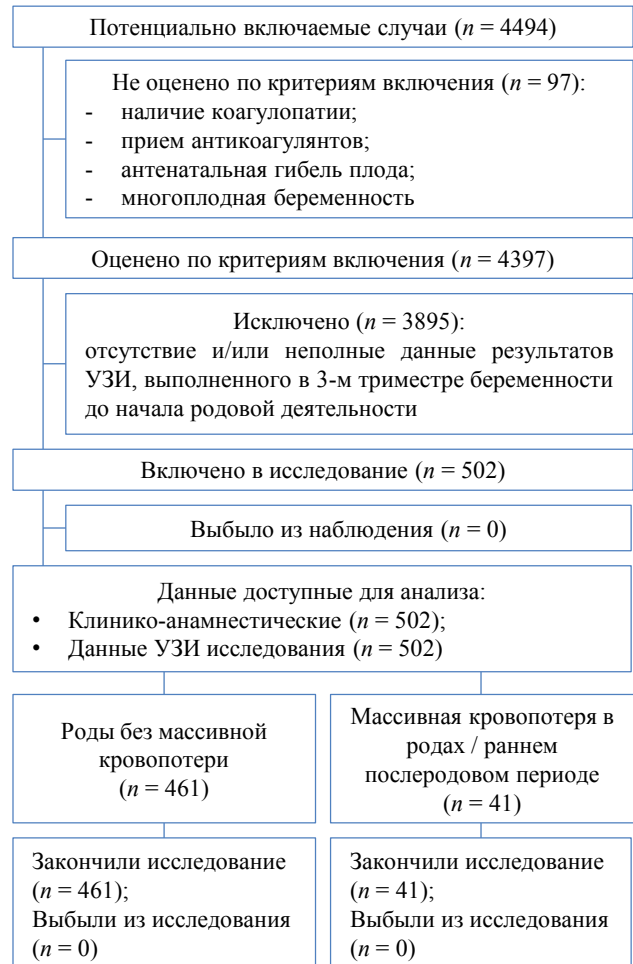 Потенциально включаемые случаи (n = 4494)
Не оценено по критериям включения (n = 97):
- наличие коагулопатии;
- прием антикоагулянтов;
- антенатальная гибель плода;
- многоплодная беременность
Оценено по критериям включения (n = 4397)
Исключено (n = 3895):
отсутствие и/или неполные данные результатов
УЗИ, выполненного в 3-м триместре беременности
до начала родовой деятельности
Включено в исследование (n = 502)
Выбыло из наблюдения (n = 0)
Данные доступные для анализа:
• Клинико-анамнестические (n = 502);
• Данные УЗИ исследования (n = 502)
Роды без массивной
кровопотери
(n = 461)
Массивная кровопотеря в
родах / раннем
послеродовом периоде
(n = 41)
Закончили исследование
(n = 461);
Выбыли из исследования
(n = 0)
Закончили исследование
(n = 41);
Выбыли из исследования
(n = 0)